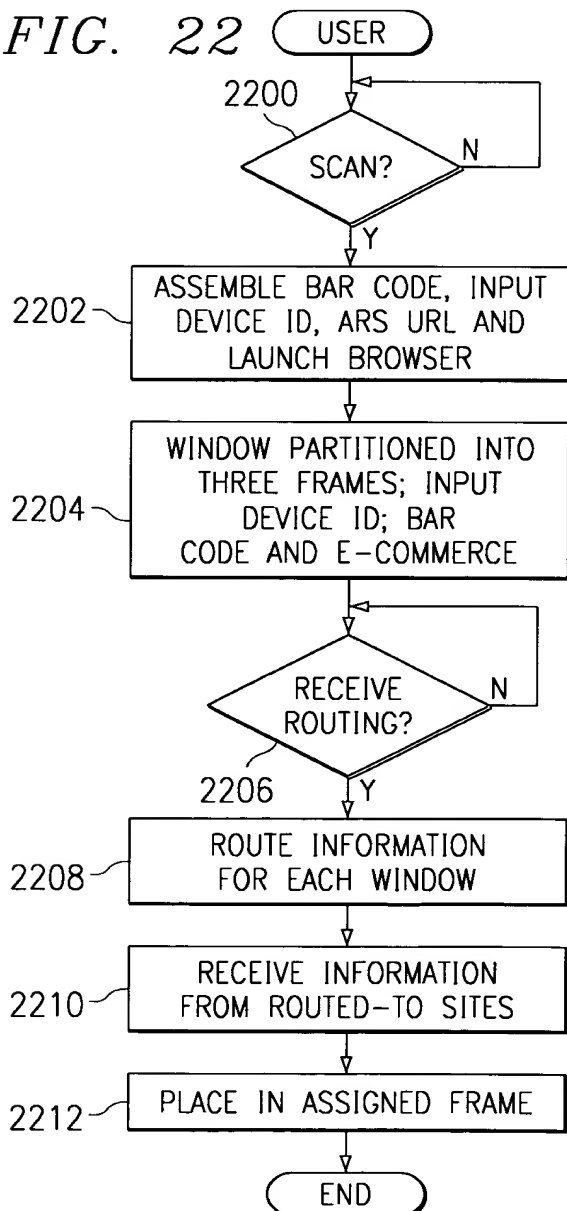 FIG. 22
USER
2200
SCAN?
N
Y
2202
ASSEMBLE BAR CODE, INPUT
DEVICE ID, ARS URL AND
LAUNCH BROWSER
2204
WINDOW PARTITIONED INTO
THREE FRAMES; INPUT
DEVICE ID; BAR
CODE AND E-COMMERCE
RECEIVE
ROUTING?
N
2206
Y
2208
ROUTE INFORMATION
FOR EACH WINDOW
2210
RECEIVE INFORMATION
FROM ROUTED-TO SITES
2212
PLACE IN ASSIGNED FRAME
END